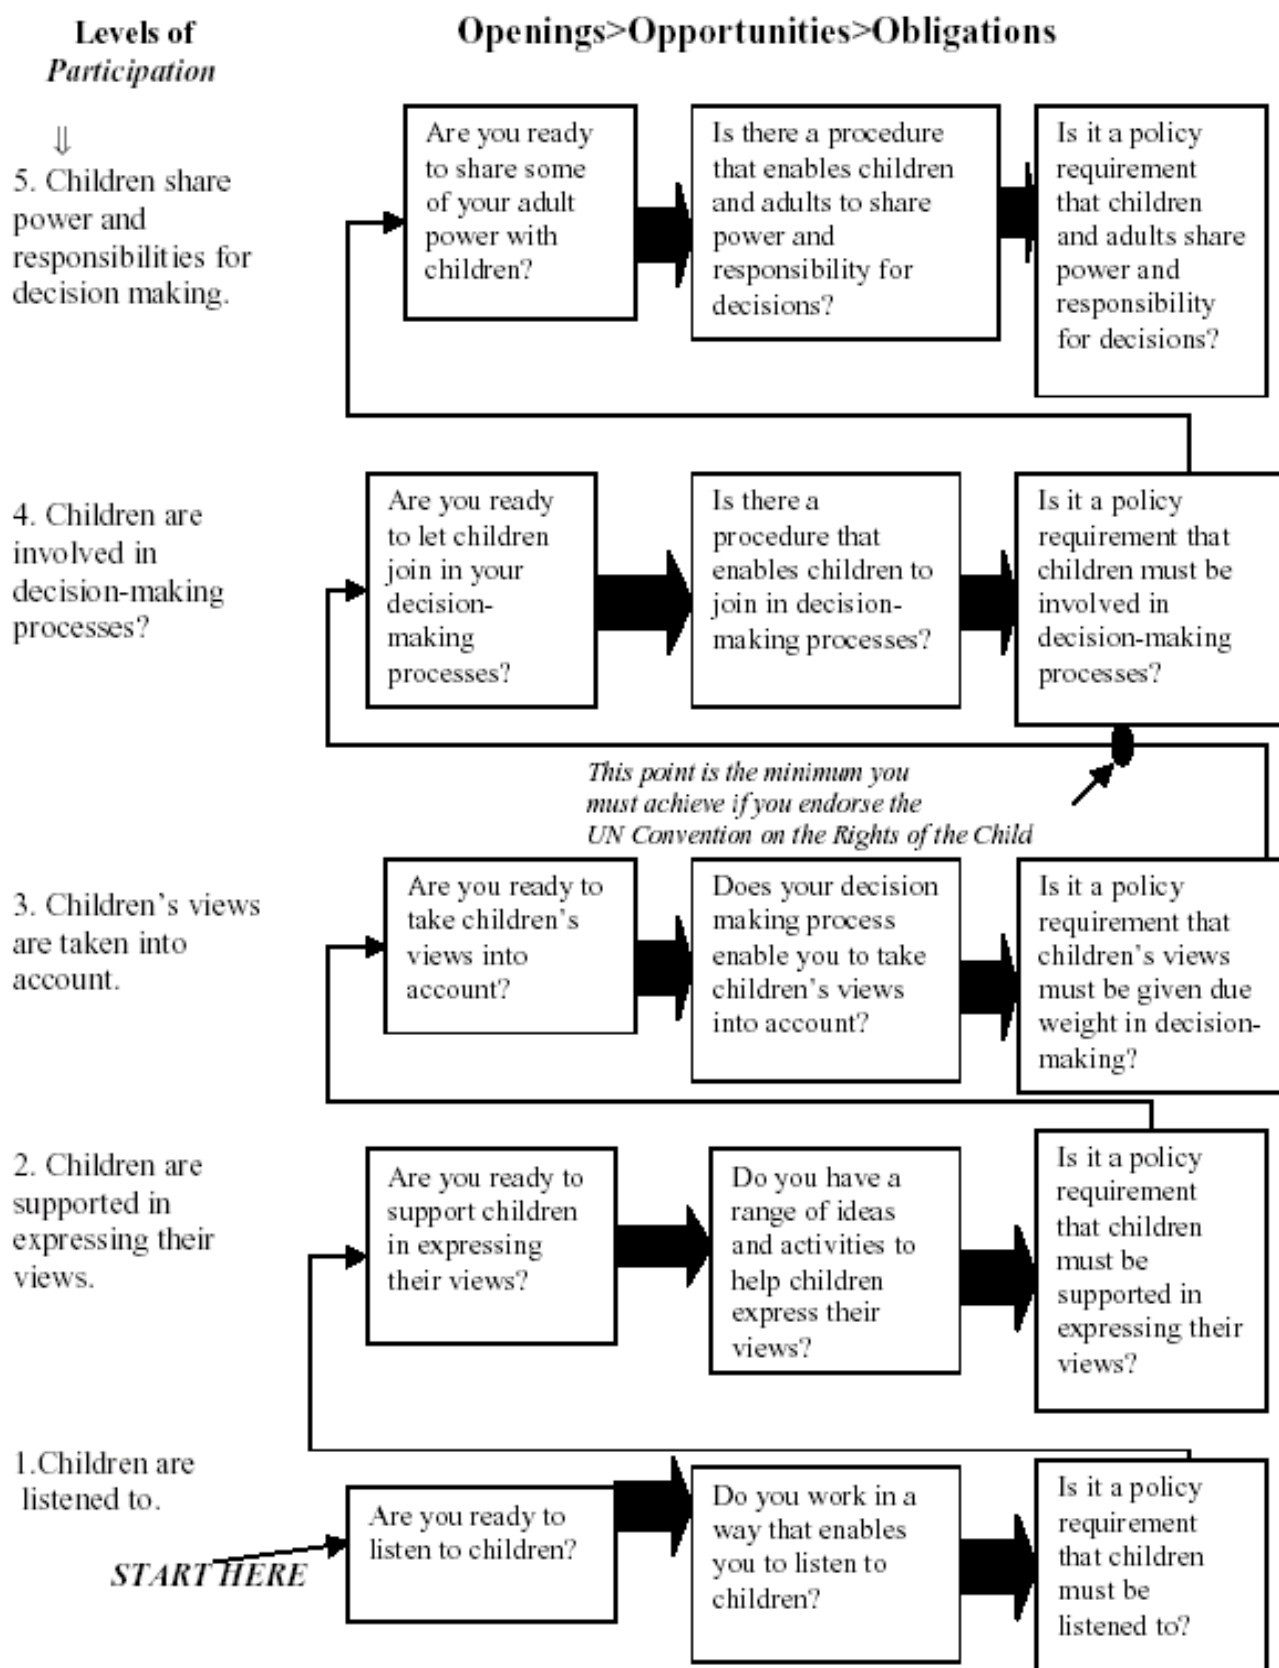 Levels of
Participation
⇓
Openings>Opportunities>Obligations
5. Children share
power and
responsibilities for
decision making.
Are you ready
to share some
of your adult
power with
children?
Is there a procedure
that enables children
and adults to share
power and
responsibility for
decisions?
Is it a policy
requirement
that children
and adults share
power and
responsibility
for decisions?
4. Children are
involved in
decision-making
processes?
Are you ready
to let children
join in your
decision-
making
processes?
Is there a
procedure that
enables children to
join in decision-
making processes?
Is it a policy
requirement that
children must be
involved in
decision-making
processes?
This point is the minimum you
must achieve if you endorse the
UN Convention on the Rights of the Child
3. Children’s views
are taken into
account.
Are you ready to
take children’s
views into
account?
Does your decision
making process
enable you to take
children’s views
into account?
Is it a policy
requirement that
children’s views
must be given due
weight in decision-
making?
2. Children are
supported in
expressing their
views.
Are you ready to
support children
in expressing
their views?
Do you have a
range of ideas
and activities to
help children
express their
views?
Is it a policy
requirement
that children
must be
supported in
expressing their
views?
1.Children are
listened to.
START HERE
Are you ready to
listen to children?
Do you work in a
way that enables
you to listen to
children?
Is it a policy
requirement
that children
must be
listened to?